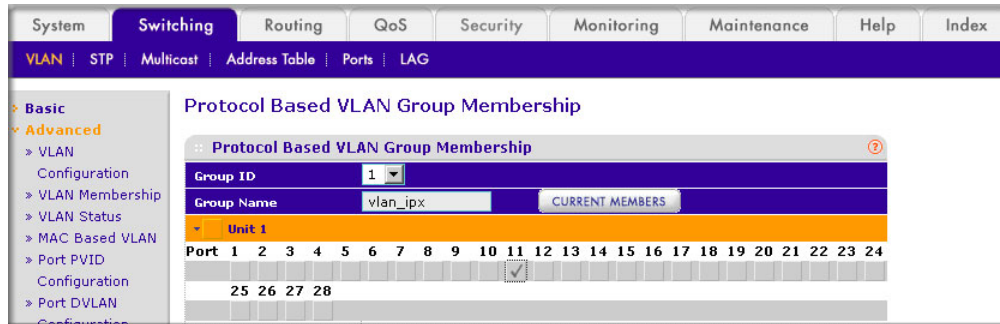 System Switching Routing QoS Security Monitoring Maintenance Help Index
VLAN STP Multicast Address Table Ports LAG
Basic
Advanced
» VLAN
Configuration
» VLAN Membership
» VLAN Status
» MAC Based VLAN
» Port PVID
Configuration
» Port DVLAN
Configuration
Protocol Based VLAN Group Membership
Protocol Based VLAN Group Membership ?
Group ID 1
Group Name vlan_ipx CURRENT MEMBERS
Unit 1
Port 1 2 3 4 5 6 7 8 9 10 11 12 13 14 15 16 17 18 19 20 21 22 23 24
25 26 27 28